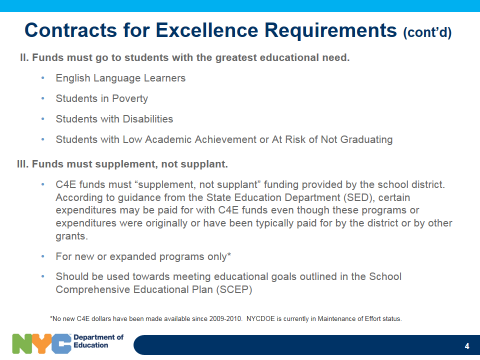 Contracts for Excellence Requirements (cont'd)
II. Funds must go to students with the greatest educational need.
• English Language Learners
• Students in Poverty
• Students with Disabilities
• Students with Low Academic Achievement or At Risk of Not Graduating
III. Funds must supplement, not supplant.
• C4E funds must “supplement, not supplant” funding provided by the school district.
According to guidance from the State Education Department (SED), certain
expenditures may be paid for with C4E funds even though these programs or
expenditures were originally or have been typically paid for by the district or by other
grants.
• For new or expanded programs only*
• Should be used towards meeting educational goals outlined in the School
Comprehensive Educational Plan (SCEP)
*No new C4E dollars have been made available since 2009-2010. NYCDOE is currently in Maintenance of Effort status.
NYC Department of
Education
4